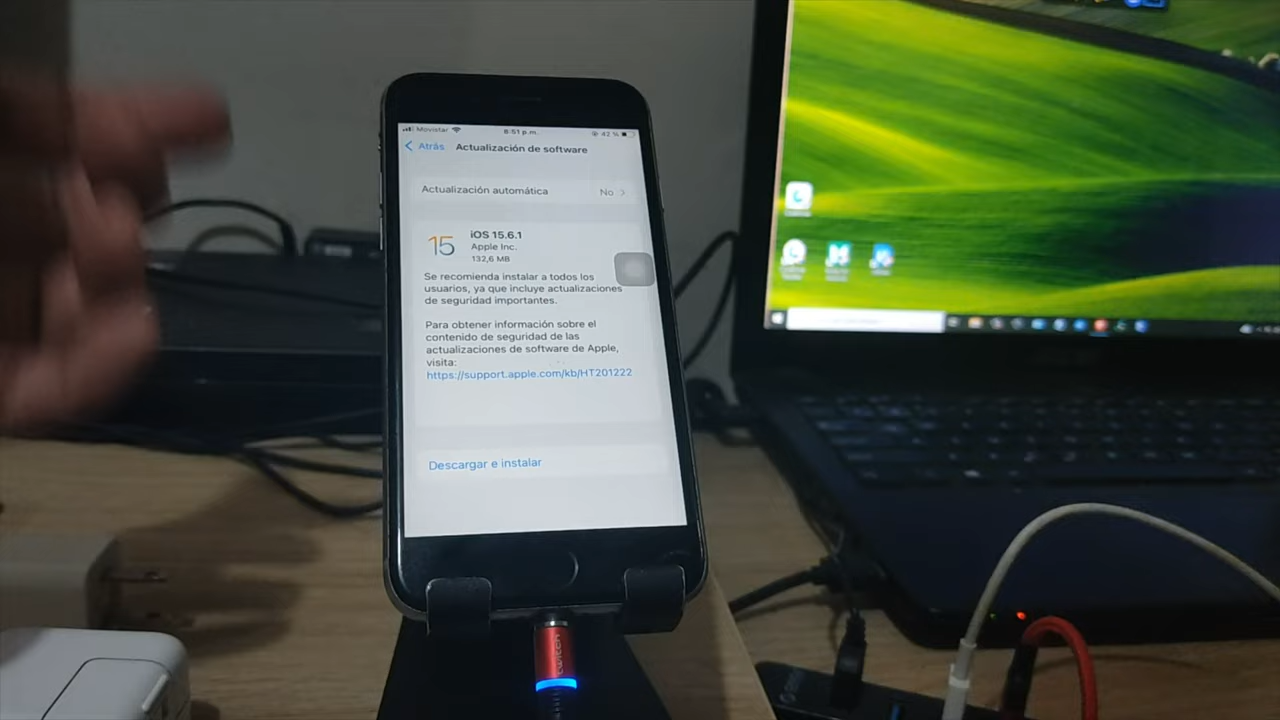 Movistar 8:51 p.m. 42 %
Atrás Actualización de software
Actualización automática No
15
iOS 15.6.1
Apple Inc.
132,6 MB
Se recomienda instalar a todos los
usuarios, ya que incluye actualizaciones
de seguridad importantes.
Para obtener información sobre el
contenido de seguridad de las
actualizaciones de software de Apple,
visita:
https://support.apple.com/kb/HT201222
Descargar e instalar